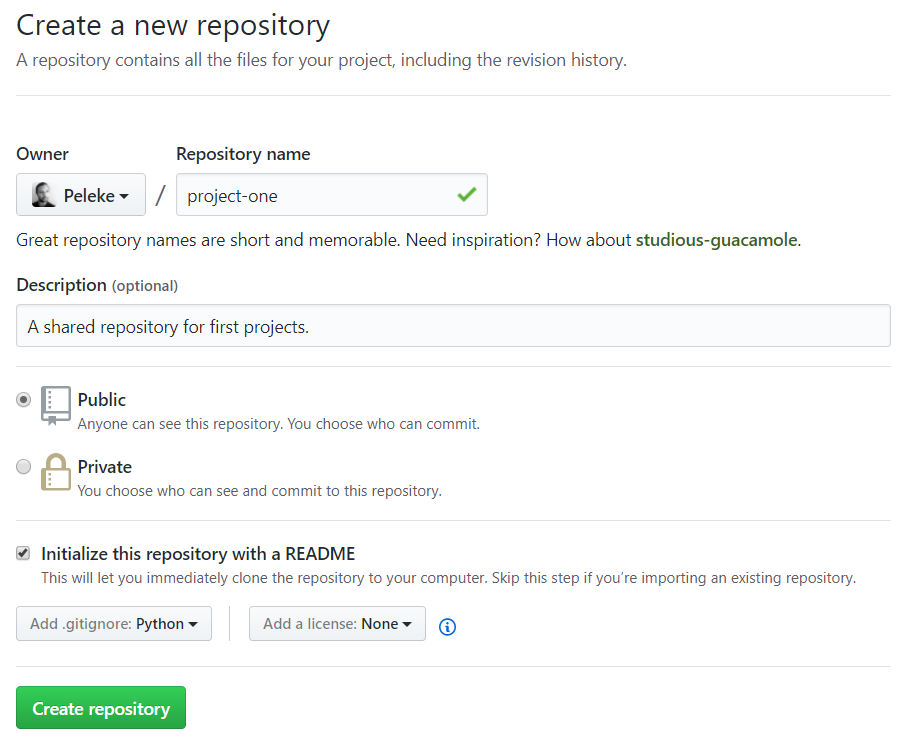 Create a new repository
A repository contains all the files for your project, including the revision history.
Owner
Repository name
Peleke
/
project-one
Great repository names are short and memorable. Need inspiration? How about studious-guacamole.
Description (optional)
A shared repository for first projects.
Public
Anyone can see this repository. You choose who can commit.
Private
You choose who can see and commit to this repository.
Initialize this repository with a README
This will let you immediately clone the repository to your computer. Skip this step if you’re importing an existing repository.
Add .gitignore: Python
Add a license: None
Create repository